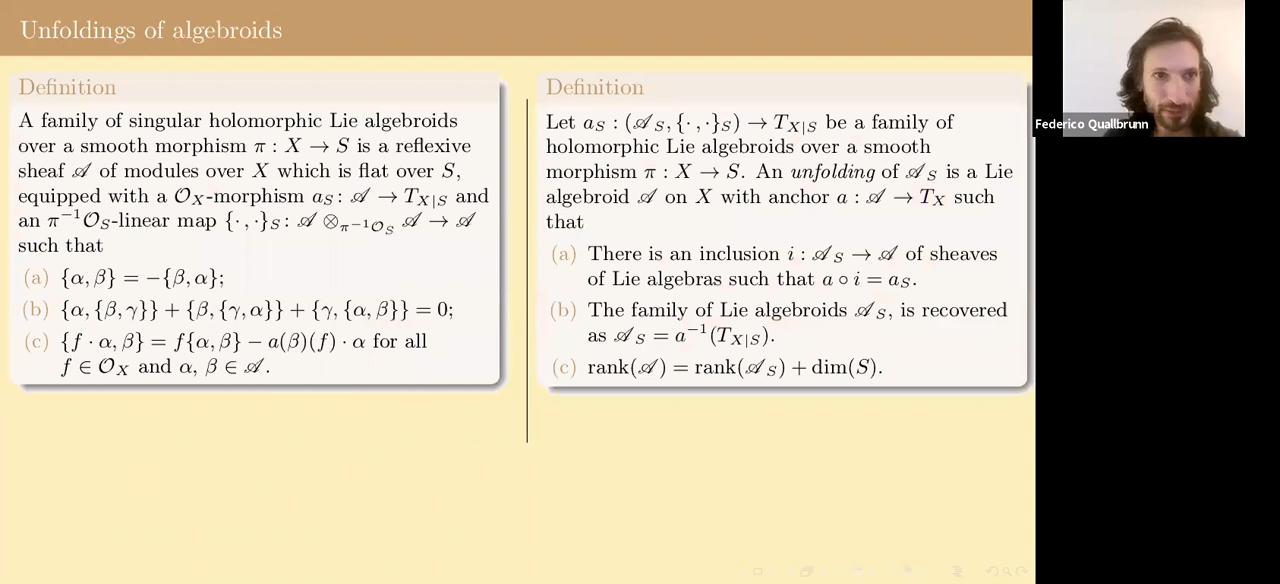 Unfoldings of algebroids
Definition
A family of singular holomorphic Lie algebroids
over a smooth morphism π : X → S is a reflexive
sheaf 𝒜 of modules over X which is flat over S,
equipped with a 𝒪_X-morphism a_S : 𝒜 → T_{X|S} and
an π^{-1}𝒪_S-linear map {·,·}_S : 𝒜 ⊗_{π^{-1}𝒪_S} 𝒜 → 𝒜
such that
(a) {α, β} = −{β, α};
(b) {α, {β, γ}} + {β, {γ, α}} + {γ, {α, β}} = 0;
(c) {f · α, β} = f{α, β} − a(β)(f) · α for all
f ∈ 𝒪_X and α, β ∈ 𝒜.
Definition
Let a_S : (𝒜_S, {·,·}_S) → T_{X|S} be a family of
holomorphic Lie algebroids over a smooth
morphism π : X → S. An unfolding of 𝒜_S is a Lie
algebroid 𝒜 on X with anchor a : 𝒜 → T_X such
that
(a) There is an inclusion i : 𝒜_S → 𝒜 of sheaves
of Lie algebras such that a ∘ i = a_S.
(b) The family of Lie algebroids 𝒜_S, is recovered
as 𝒜_S = a^{-1}(T_{X|S}).
(c) rank(𝒜) = rank(𝒜_S) + dim(S).
Federico Quallbrunn